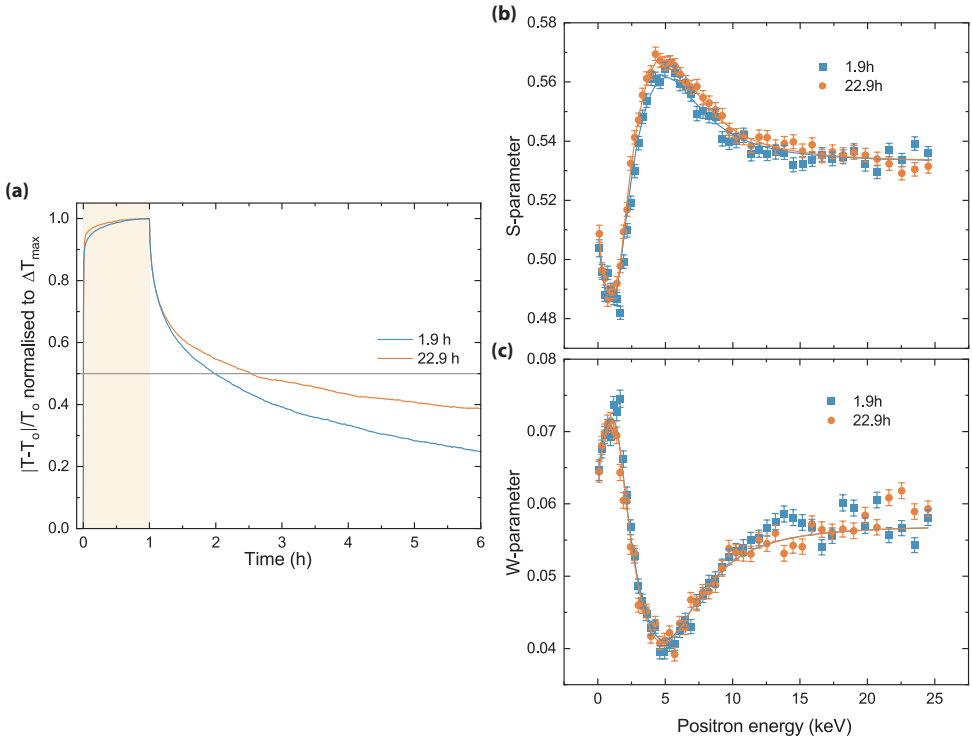 (a)
|T-Tₒ|/Tₒ normalised to ΔTmax
1.0
0.8
0.6
0.4
0.2
0.0
1.9 h
22.9 h
0 1 2 3 4 5 6
Time (h)
(b)
S-parameter
0.58
0.56
0.54
0.52
0.50
0.48
1.9h
22.9h
(c)
W-parameter
0.08
0.07
0.06
0.05
0.04
1.9h
22.9h
0 5 10 15 20 25
Positron energy (keV)